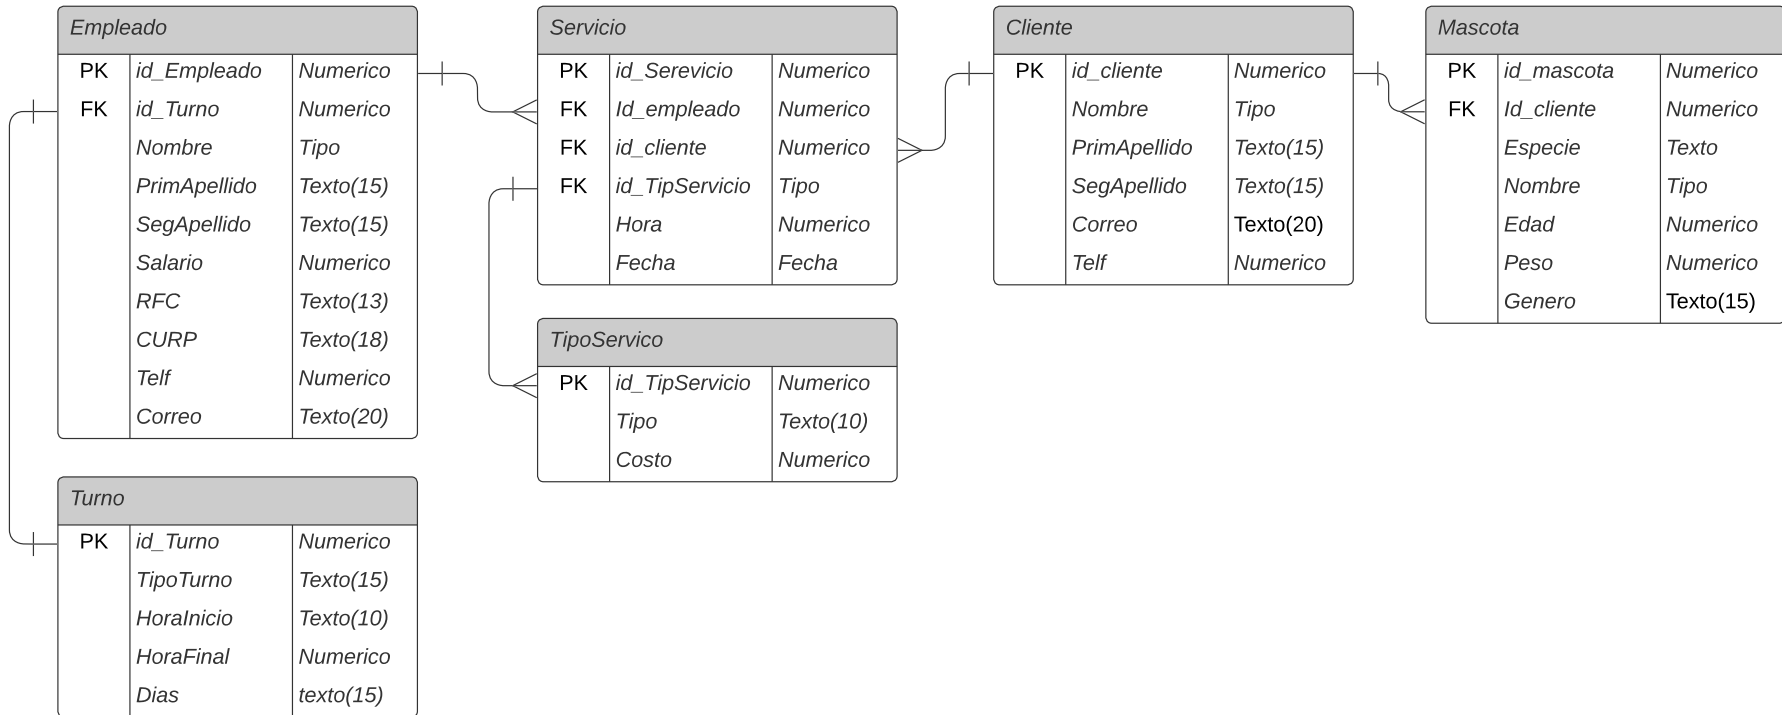 Empleado
PK id_Empleado Numerico
FK id_Turno Numerico
Nombre Tipo
PrimApellido Texto(15)
SegApellido Texto(15)
Salario Numerico
RFC Texto(13)
CURP Texto(18)
Telf Numerico
Correo Texto(20)
Turno
PK id_Turno Numerico
TipoTurno Texto(15)
HoraInicio Texto(10)
HoraFinal Numerico
Dias texto(15)
Servicio
PK id_Serevicio Numerico
FK Id_empleado Numerico
FK id_cliente Numerico
FK id_TipServicio Tipo
Hora Numerico
Fecha Fecha
TipoServico
PK id_TipServicio Numerico
Tipo Texto(10)
Costo Numerico
Cliente
PK id_cliente Numerico
Nombre Tipo
PrimApellido Texto(15)
SegApellido Texto(15)
Correo Texto(20)
Telf Numerico
Mascota
PK id_mascota Numerico
FK Id_cliente Numerico
Especie Texto
Nombre Tipo
Edad Numerico
Peso Numerico
Genero Texto(15)